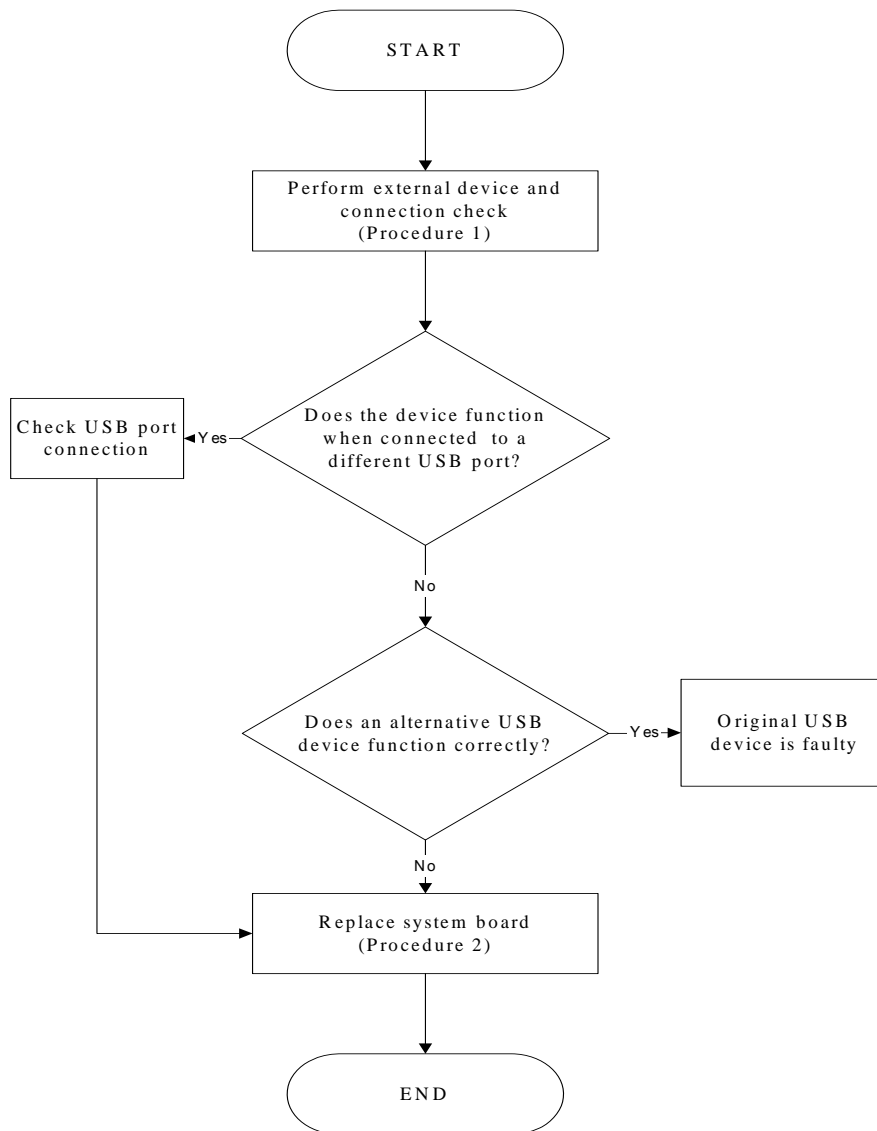 START
Perform external device and
connection check
(Procedure 1)
Does the device function
when connected to a
different USB port?
Yes
Check USB port
connection
No
Does an alternative USB
device function correctly?
Yes
Original USB
device is faulty
No
Replace system board
(Procedure 2)
END